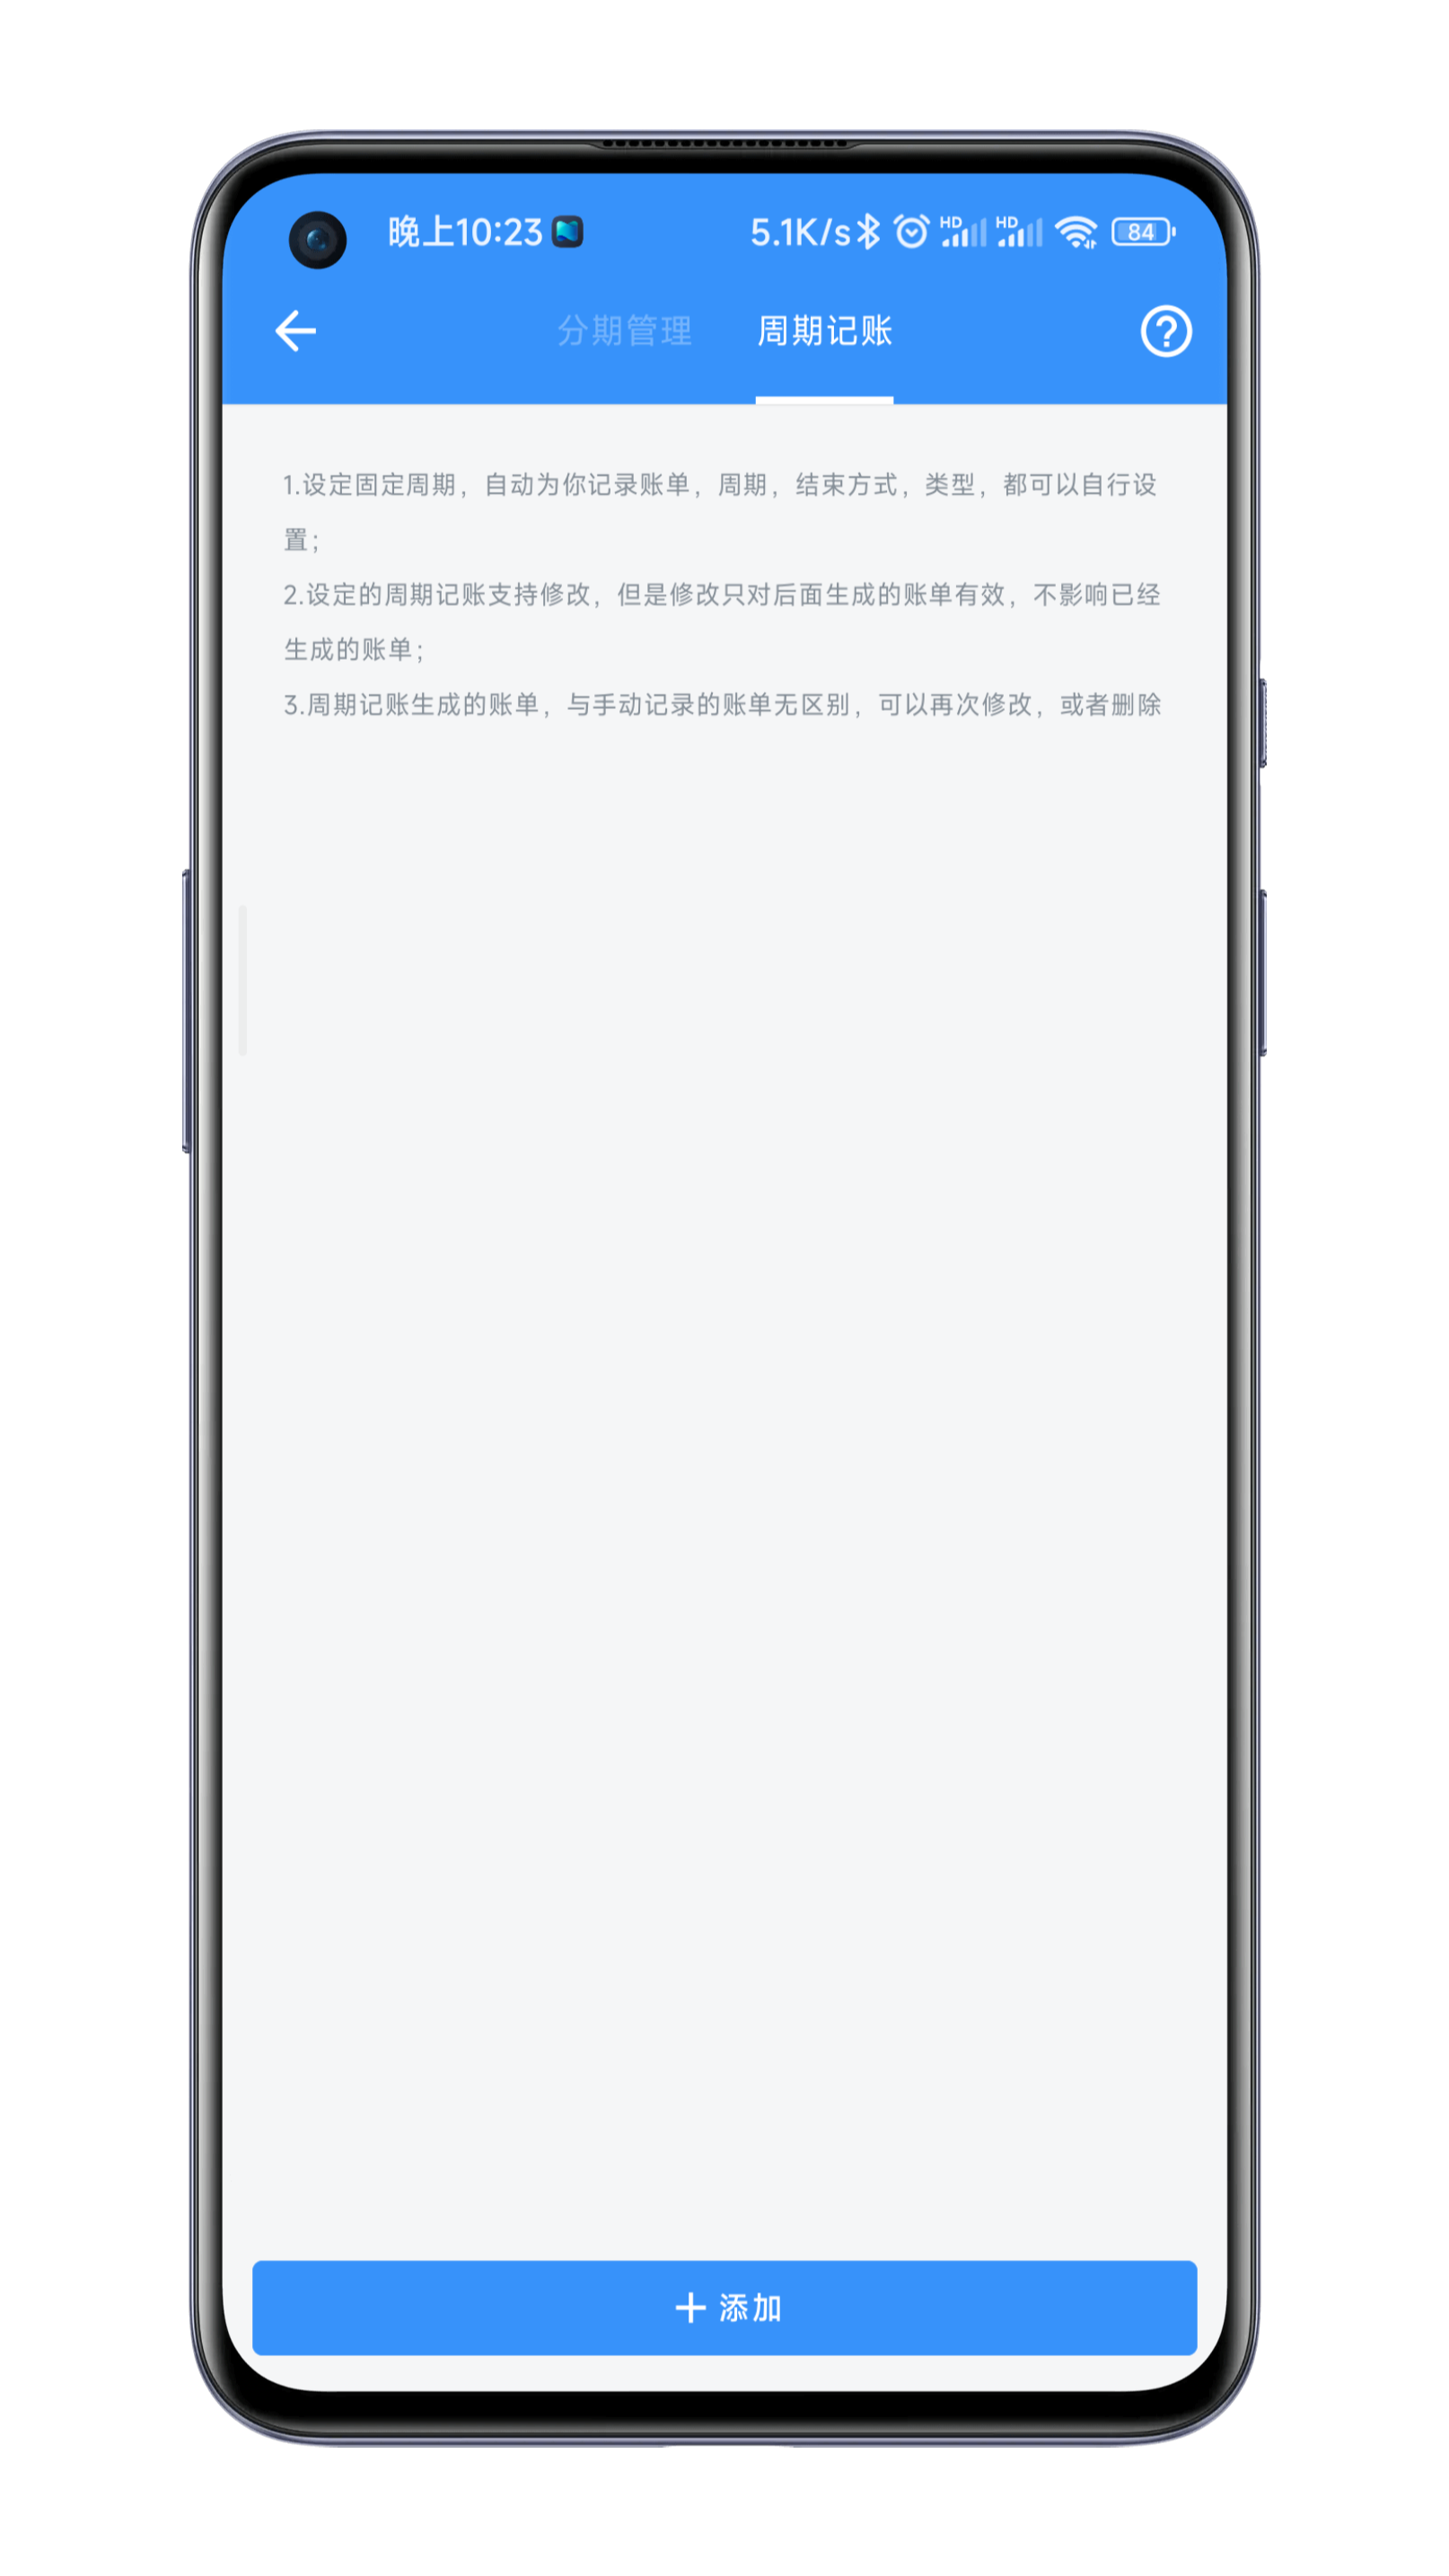 晚上10:23
5.1K/s
HD
HD
84
分期管理
周期记账
1.设定固定周期，自动为你记录账单，周期，结束方式，类型，都可以自行设
置；
2.设定的周期记账支持修改，但是修改只对后面生成的账单有效，不影响已经
生成的账单；
3.周期记账生成的账单，与手动记录的账单无区别，可以再次修改，或者删除
添加